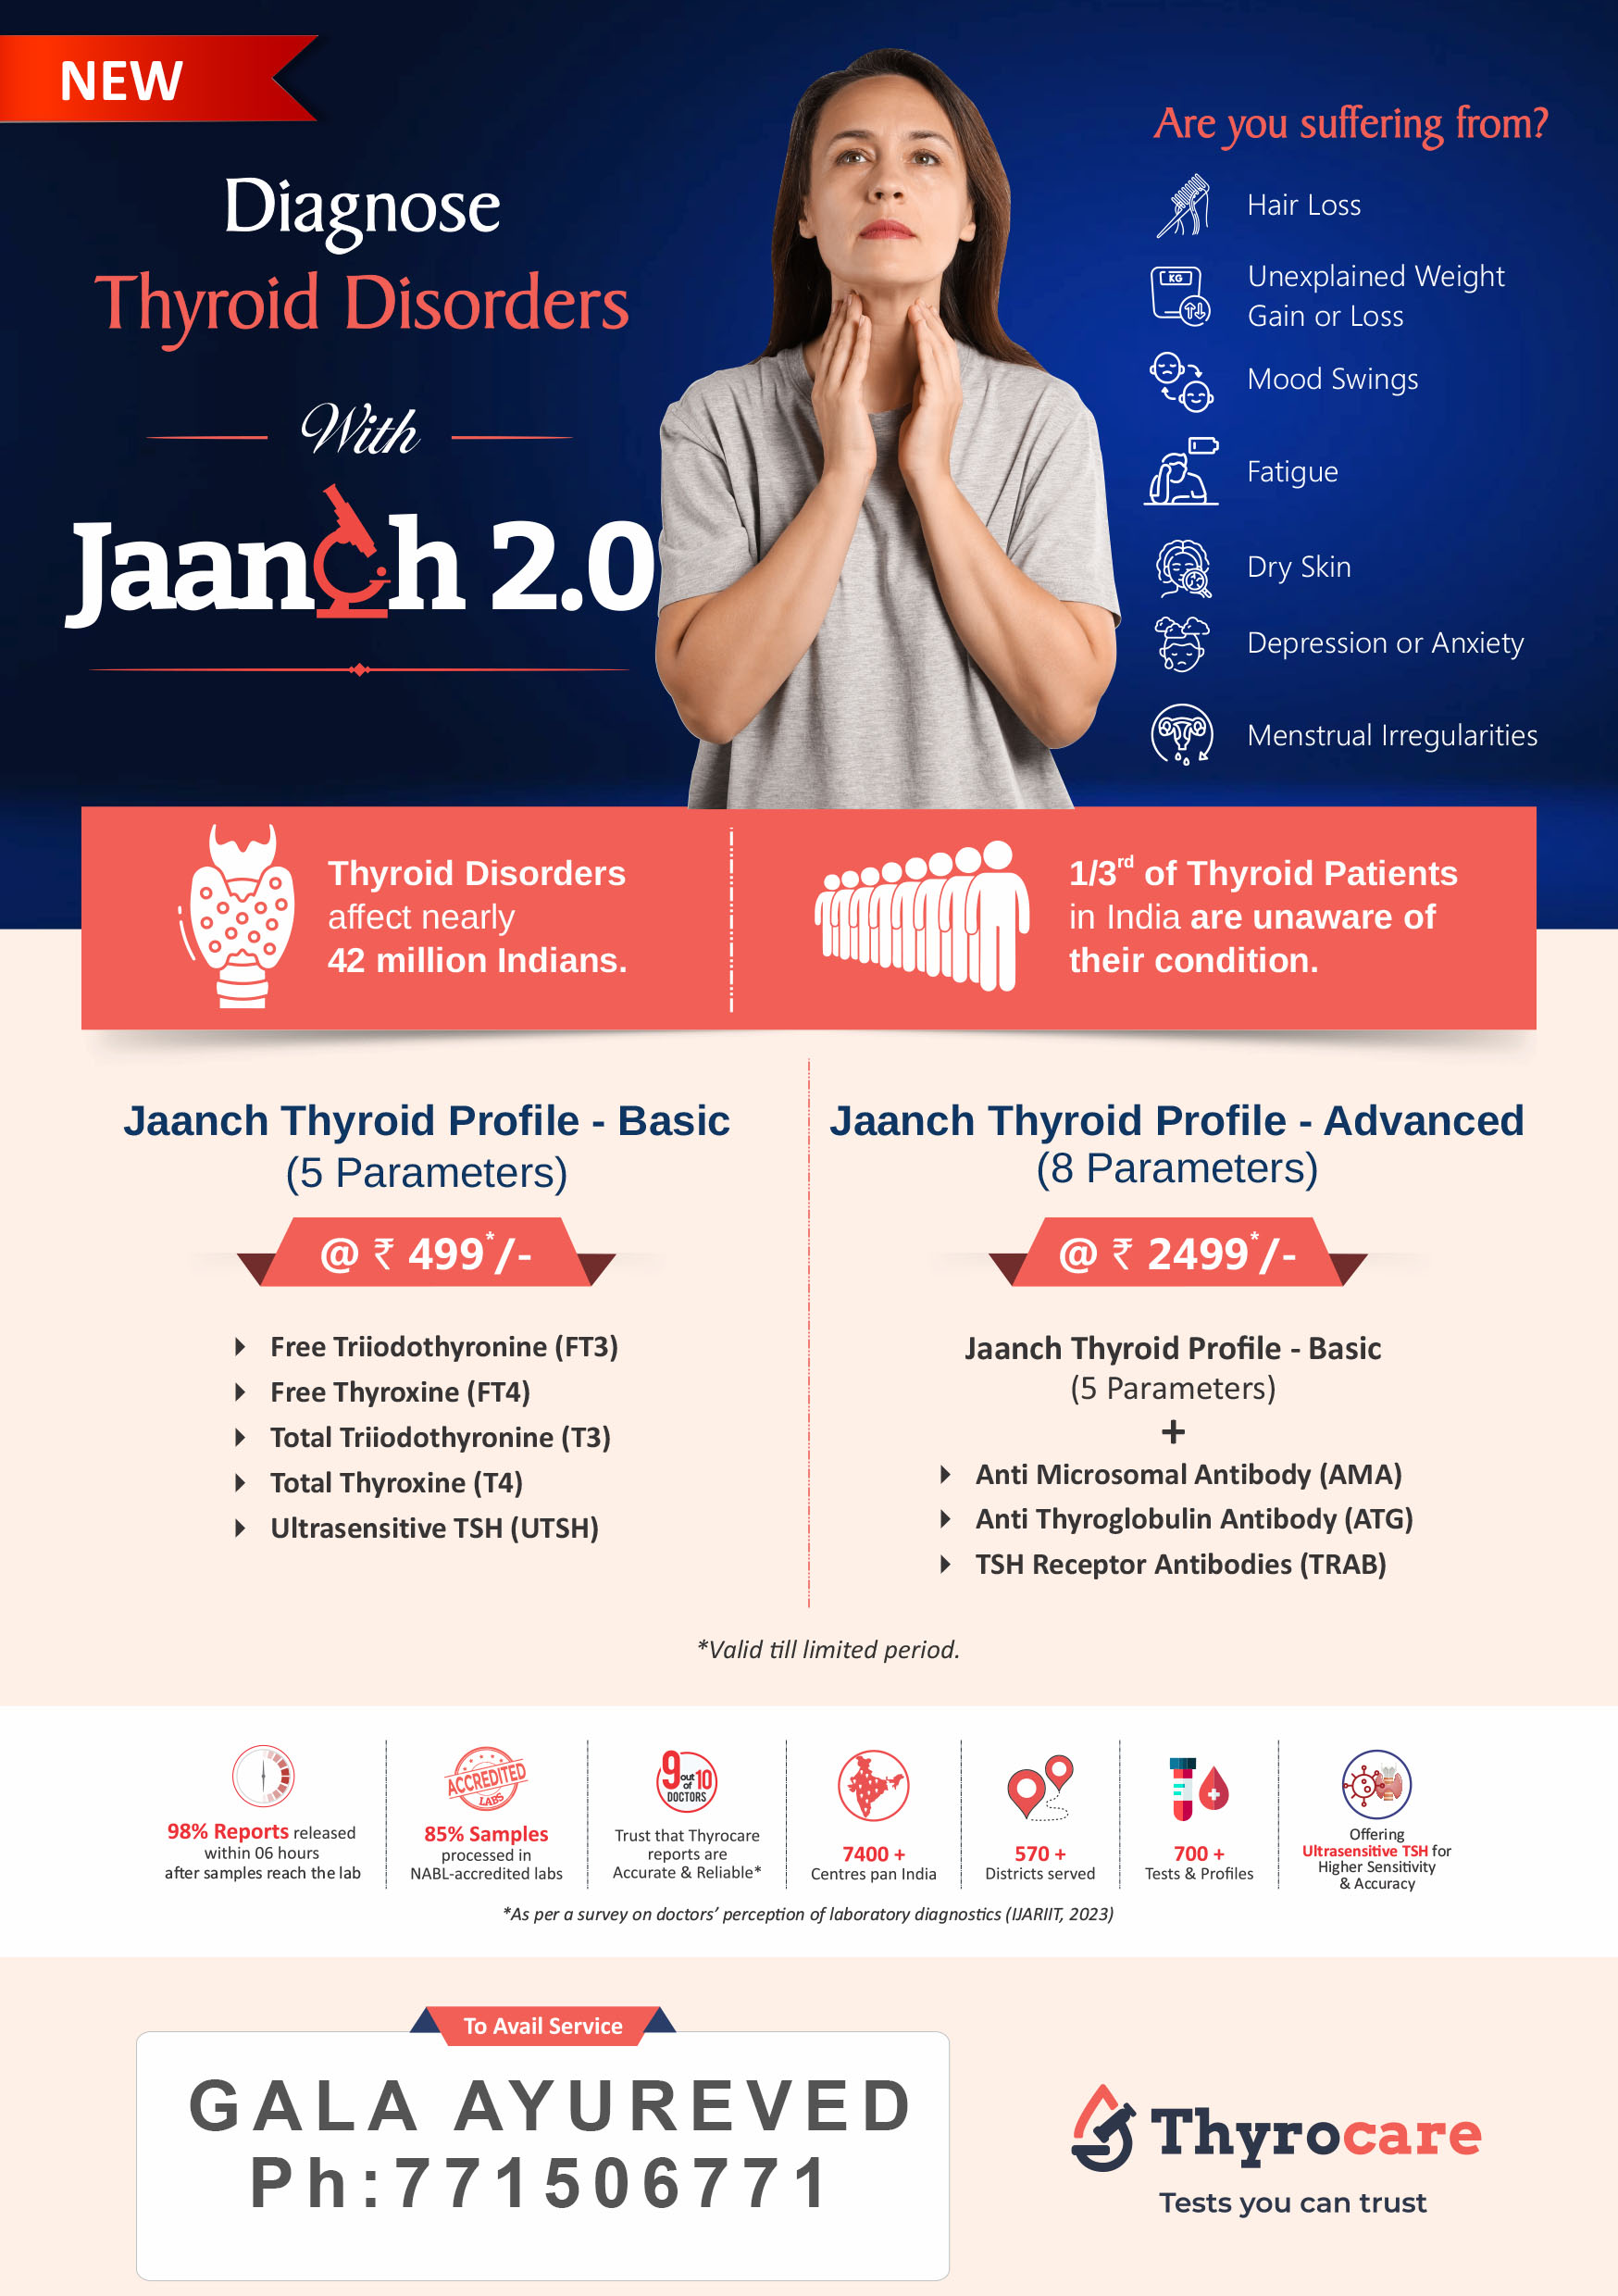 NEW
Diagnose
Thyroid Disorders
With
Jaanch 2.0
Are you suffering from?
Hair Loss
KG
Unexplained Weight
Gain or Loss
Mood Swings
Fatigue
Dry Skin
Depression or Anxiety
Menstrual Irregularities
Thyroid Disorders
affect nearly
42 million Indians.
1/3rd of Thyroid Patients
in India are unaware of
their condition.
Jaanch Thyroid Profile - Basic
(5 Parameters)
@ ₹ 499*/-
Free Triiodothyronine (FT3)
Free Thyroxine (FT4)
Total Triiodothyronine (T3)
Total Thyroxine (T4)
Ultrasensitive TSH (UTSH)
Jaanch Thyroid Profile - Advanced
(8 Parameters)
@ ₹ 2499*/-
Jaanch Thyroid Profile - Basic
(5 Parameters)
+
Anti Microsomal Antibody (AMA)
Anti Thyroglobulin Antibody (ATG)
TSH Receptor Antibodies (TRAB)
*Valid till limited period.
98% Reports released
within 06 hours
after samples reach the lab
ACCREDITED
LABS
85% Samples
processed in
NABL-accredited labs
9 out of 10
DOCTORS
Trust that Thyrocare
reports are
Accurate & Reliable*
7400 +
Centres pan India
570 +
Districts served
700 +
Tests & Profiles
Offering
Ultrasensitive TSH for
Higher Sensitivity
& Accuracy
*As per a survey on doctors' perception of laboratory diagnostics (IJARIIT, 2023)
To Avail Service
GALA AYUREVED
Ph:771506771
Thyrocare
Tests you can trust